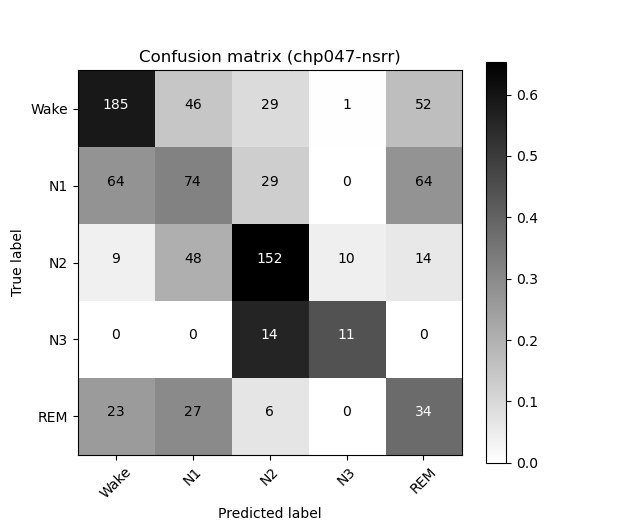 Confusion matrix (chp047-nsrr)
Wake 185 46 29 1 52
N1 64 74 29 0 64
N2 9 48 152 10 14
N3 0 0 14 11 0
REM 23 27 6 0 34
Wake N1 N2 N3 REM
True label
Predicted label
0.6
0.5
0.4
0.3
0.2
0.1
0.0